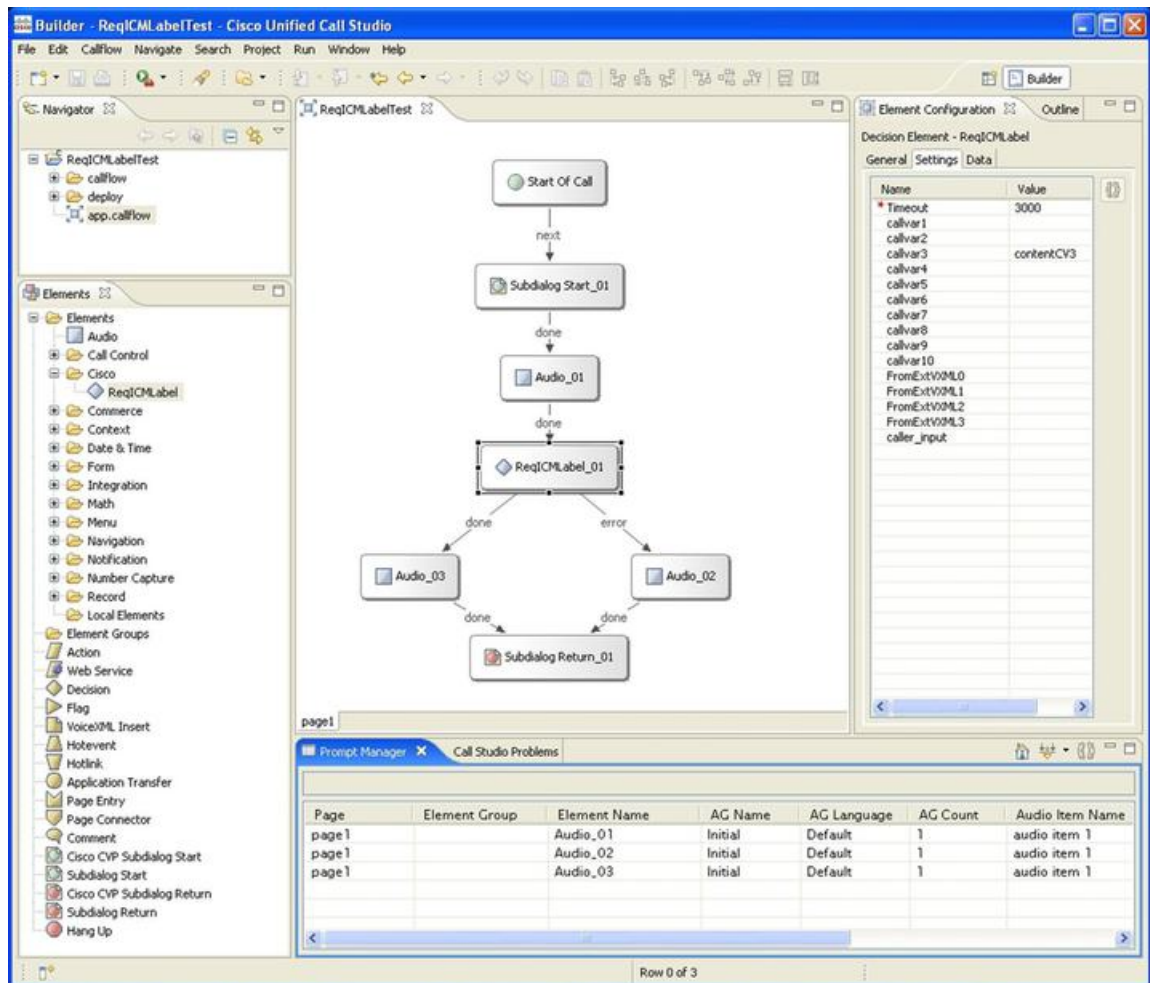 Builder - ReqICMLabelTest - Cisco Unified Call Studio
File Edit Callflow Navigate Search Project Run Window Help
Builder
Navigator
ReqICMLabelTest
callflow
deploy
app.callflow
Elements
Elements
Audio
Call Control
Cisco
ReqICMLabel
Commerce
Context
Date & Time
Form
Integration
Math
Menu
Navigation
Notification
Number Capture
Record
Local Elements
Element Groups
Action
Web Service
Decision
Flag
VoiceXML Insert
Hotevent
Hotlink
Application Transfer
Page Entry
Page Connector
Comment
Cisco CVP Subdialog Start
Subdialog Start
Cisco CVP Subdialog Return
Subdialog Return
Hang Up
ReqICMLabelTest
Start Of Call
next
Subdialog Start_01
done
Audio_01
done
ReqICMLabel_01
done error
Audio_03 Audio_02
done done
Subdialog Return_01
page1
Element Configuration Outline
Decision Element - ReqICMLabel
General Settings Data
Name Value
* Timeout 3000
callvar1
callvar2
callvar3 contentCV3
callvar4
callvar5
callvar6
callvar7
callvar8
callvar9
callvar10
FromExtVXML0
FromExtVXML1
FromExtVXML2
FromExtVXML3
caller_input
Prompt Manager Call Studio Problems
Page Element Group Element Name AG Name AG Language AG Count Audio Item Name
page1 Audio_01 Initial Default 1 audio item 1
page1 Audio_02 Initial Default 1 audio item 1
page1 Audio_03 Initial Default 1 audio item 1
Row 0 of 3